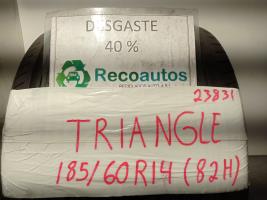 DESGASTE
40 %
Recoautos
23831
TRIANGLE
185/60R14 (82H)